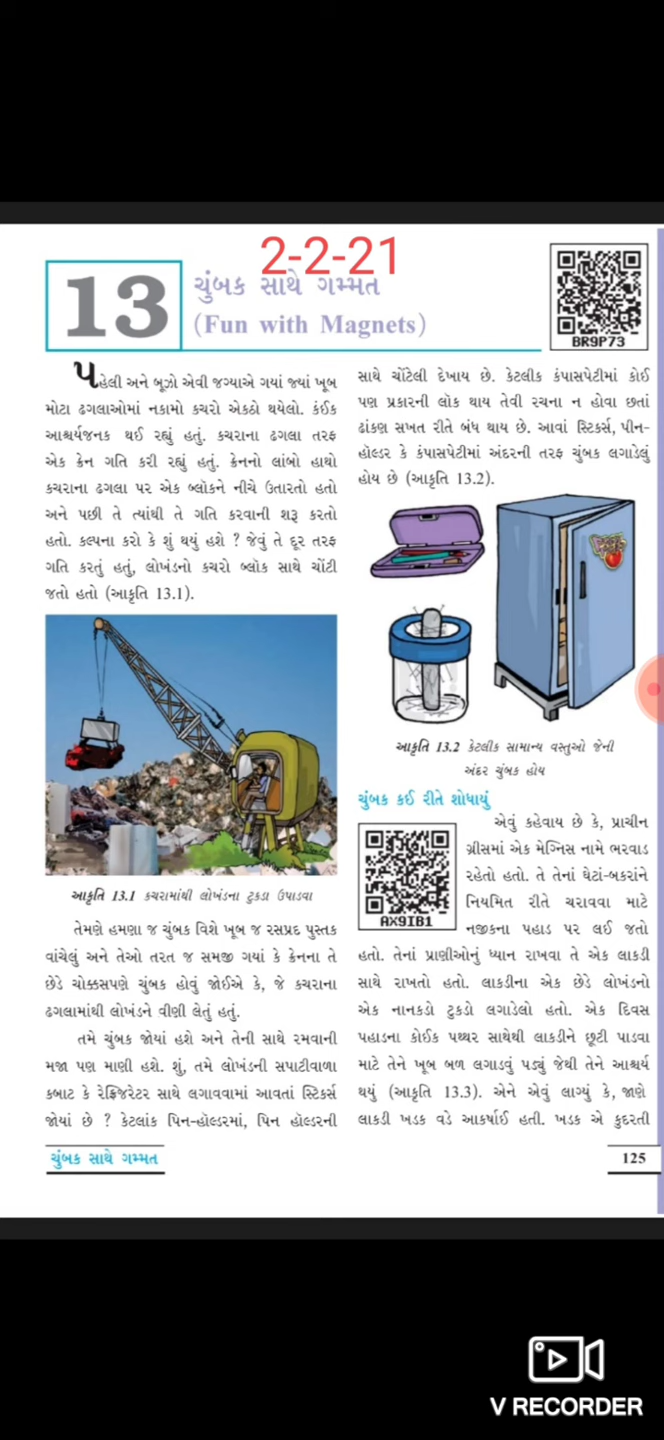 2-2-21
13
ચુંબક સાથે ગમ્મત
(Fun with Magnets)
BR9P73
પહેલી અને બૂઝો એવી જગ્યાએ ગયાં જ્યાં ખૂબ
મોટા ઢગલાઓમાં નકામો કચરો એકઠો થયેલો. કંઈક
આશ્ચર્યજનક થઈ રહ્યું હતું. કચરાના ઢગલા તરફ
એક ક્રેન ગતિ કરી રહ્યું હતું. ક્રેનનો લાંબો હાથો
કચરાના ઢગલા પર એક બ્લૉકને નીચે ઉતારતો હતો
અને પછી તે ત્યાંથી તે ગતિ કરવાની શરૂ કરતો
હતો. કલ્પના કરો કે શું થયું હશે ? જેવું તે દૂર તરફ
ગતિ કરતું હતું, લોખંડનો કચરો બ્લૉક સાથે ચોંટી
જતો હતો (આકૃતિ 13.1).
આકૃતિ 13.1 કચરામાંથી લોખંડના ટુકડા ઉપાડવા
તેમણે હમણા જ ચુંબક વિશે ખૂબ જ રસપ્રદ પુસ્તક
વાંચેલું અને તેઓ તરત જ સમજી ગયાં કે ક્રેનના તે
છેડે ચોક્કસપણે ચુંબક હોવું જોઈએ કે, જે કચરાના
ઢગલામાંથી લોખંડને વીણી લેતું હતું.
તમે ચુંબક જોયાં હશે અને તેની સાથે રમવાની
મજા પણ માણી હશે. શું, તમે લોખંડની સપાટીવાળા
કબાટ કે રેફ્રિજરેટર સાથે લગાવવામાં આવતાં સ્ટિકર્સ
જોયાં છે ? કેટલાંક પિન-હૉલ્ડરમાં, પિન હૉલ્ડરની
સાથે ચોંટેલી દેખાય છે. કેટલીક કંપાસપેટીમાં કોઈ
પણ પ્રકારની લૉક થાય તેવી રચના ન હોવા છતાં
ઢાંકણ સખત રીતે બંધ થાય છે. આવાં સ્ટિકર્સ, પીન-
હૉલ્ડર કે કંપાસપેટીમાં અંદરની તરફ ચુંબક લગાડેલું
હોય છે (આકૃતિ 13.2).
આકૃતિ 13.2 કેટલીક સામાન્ય વસ્તુઓ જેની
અંદર ચુંબક હોય
ચુંબક કઈ રીતે શોધાયું
AX9IB1
એવું કહેવાય છે કે, પ્રાચીન
ગ્રીસમાં એક મેગ્નિસ નામે ભરવાડ
રહેતો હતો. તે તેનાં ઘેટાં-બકરાંને
નિયમિત રીતે ચરાવવા માટે
નજીકના પહાડ પર લઈ જતો
હતો. તેનાં પ્રાણીઓનું ધ્યાન રાખવા તે એક લાકડી
સાથે રાખતો હતો. લાકડીના એક છેડે લોખંડનો
એક નાનકડો ટુકડો લગાડેલો હતો. એક દિવસ
પહાડના કોઈક પથ્થર સાથેથી લાકડીને છૂટી પાડવા
માટે તેને ખૂબ બળ લગાડવું પડ્યું જેથી તેને આશ્ચર્ય
થયું (આકૃતિ 13.3). એને એવું લાગ્યું કે, જાણે
લાકડી ખડક વડે આકર્ષાઈ હતી. ખડક એ કુદરતી
ચુંબક સાથે ગમ્મત
125
V RECORDER